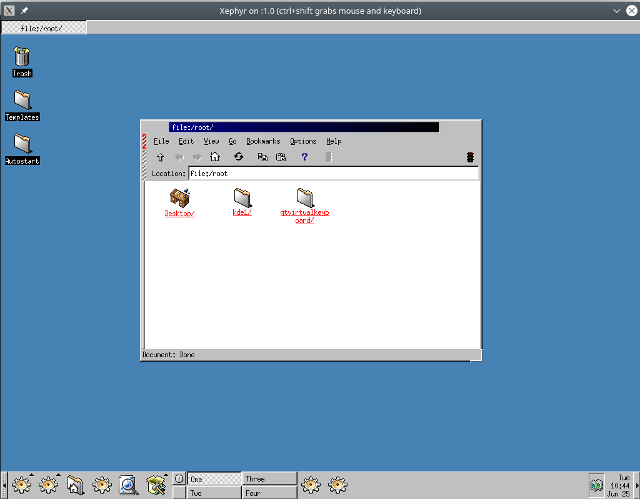 Xephyr on :1.0 (ctrl+shift grabs mouse and keyboard)
file:/root/
Trash
Templates
Autostart
file:/root/
File Edit View Go Bookmarks Options Help
Location: file:/root
Desktop/ kde1/ qtvirtualkeyb
oard/
Document: Done
One Three
Two Four
Tue
10:44
Jun 25